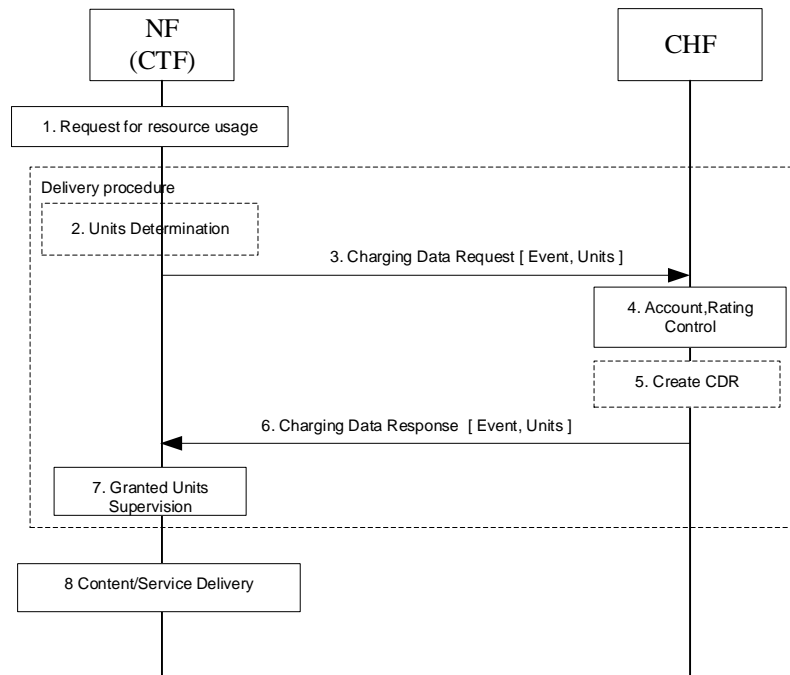 NF
(CTF)
CHF
1. Request for resource usage
Delivery procedure
2. Units Determination
3. Charging Data Request [ Event, Units ]
4. Account,Rating
Control
5. Create CDR
6. Charging Data Response [ Event, Units ]
7. Granted Units
Supervision
8 Content/Service Delivery